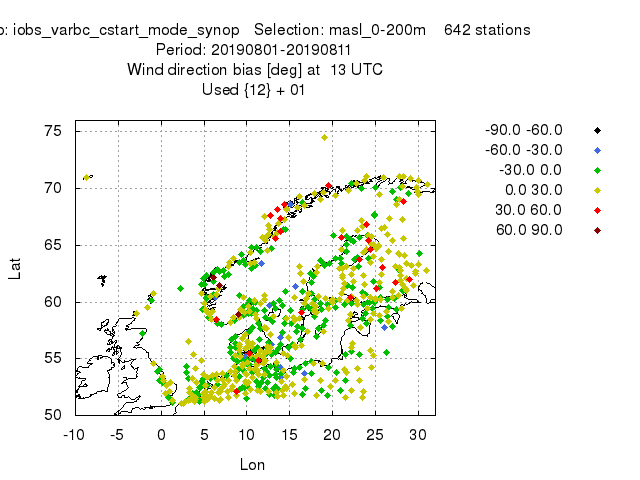 : iobs_varbc_cstart_mode_synop Selection: masl_0-200m 642 stations
Period: 20190801-20190811
Wind direction bias [deg] at 13 UTC
Used {12} + 01
75
70
65
60
55
50
Lat
-10 -5 0 5 10 15 20 25 30
Lon
-90.0 -60.0
-60.0 -30.0
-30.0 0.0
0.0 30.0
30.0 60.0
60.0 90.0